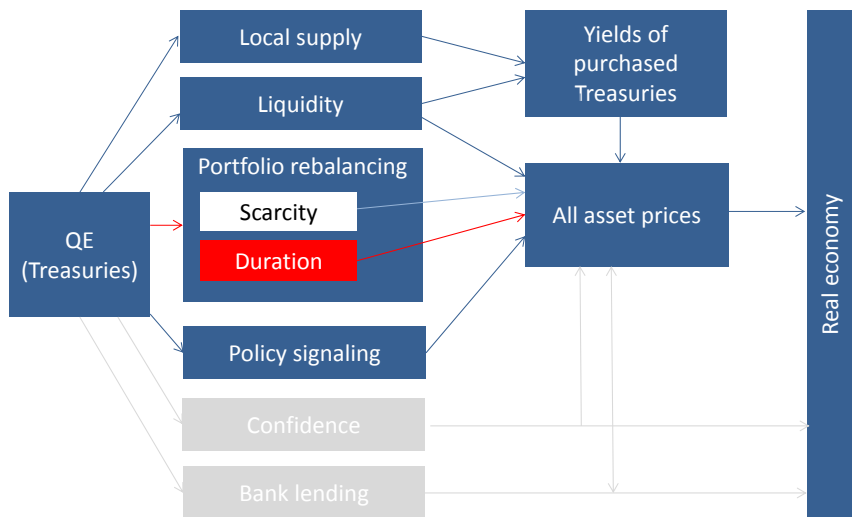 Local supply
Yields of
purchased
Treasuries
Liquidity
Portfolio rebalancing
Scarcity
Duration
QE
(Treasuries)
All asset prices
Policy signaling
Confidence
Bank lending
Real economy